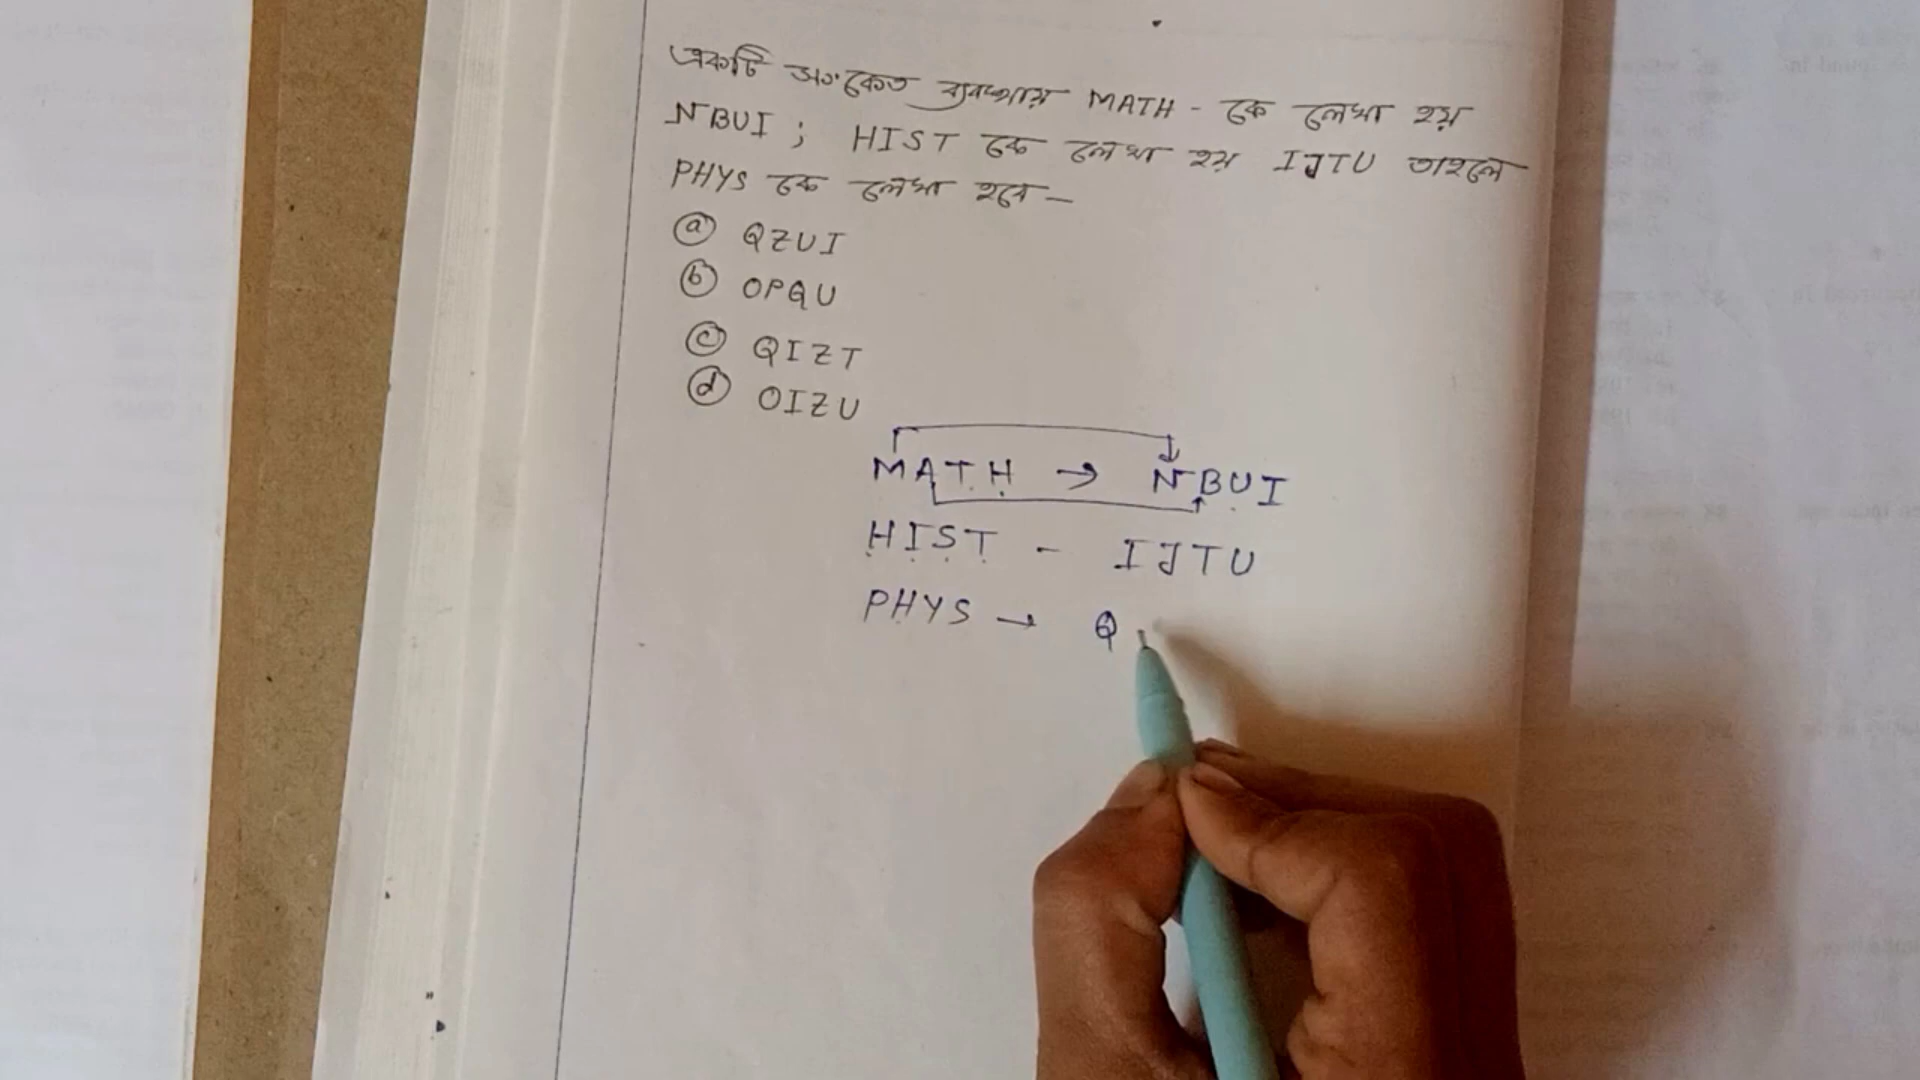 একটি সংকেত ব্যবস্থায় MATH - কে লেখা হয়
NBUI ; HIST কে লেখা হয় IJTU তাহলে
PHYS কে লেখা হবে —
(a) QZUI
(b) OPQU
(c) QIZT
(d) OIZU
MATH → NBUI
HIST - IJTU
PHYS → Q